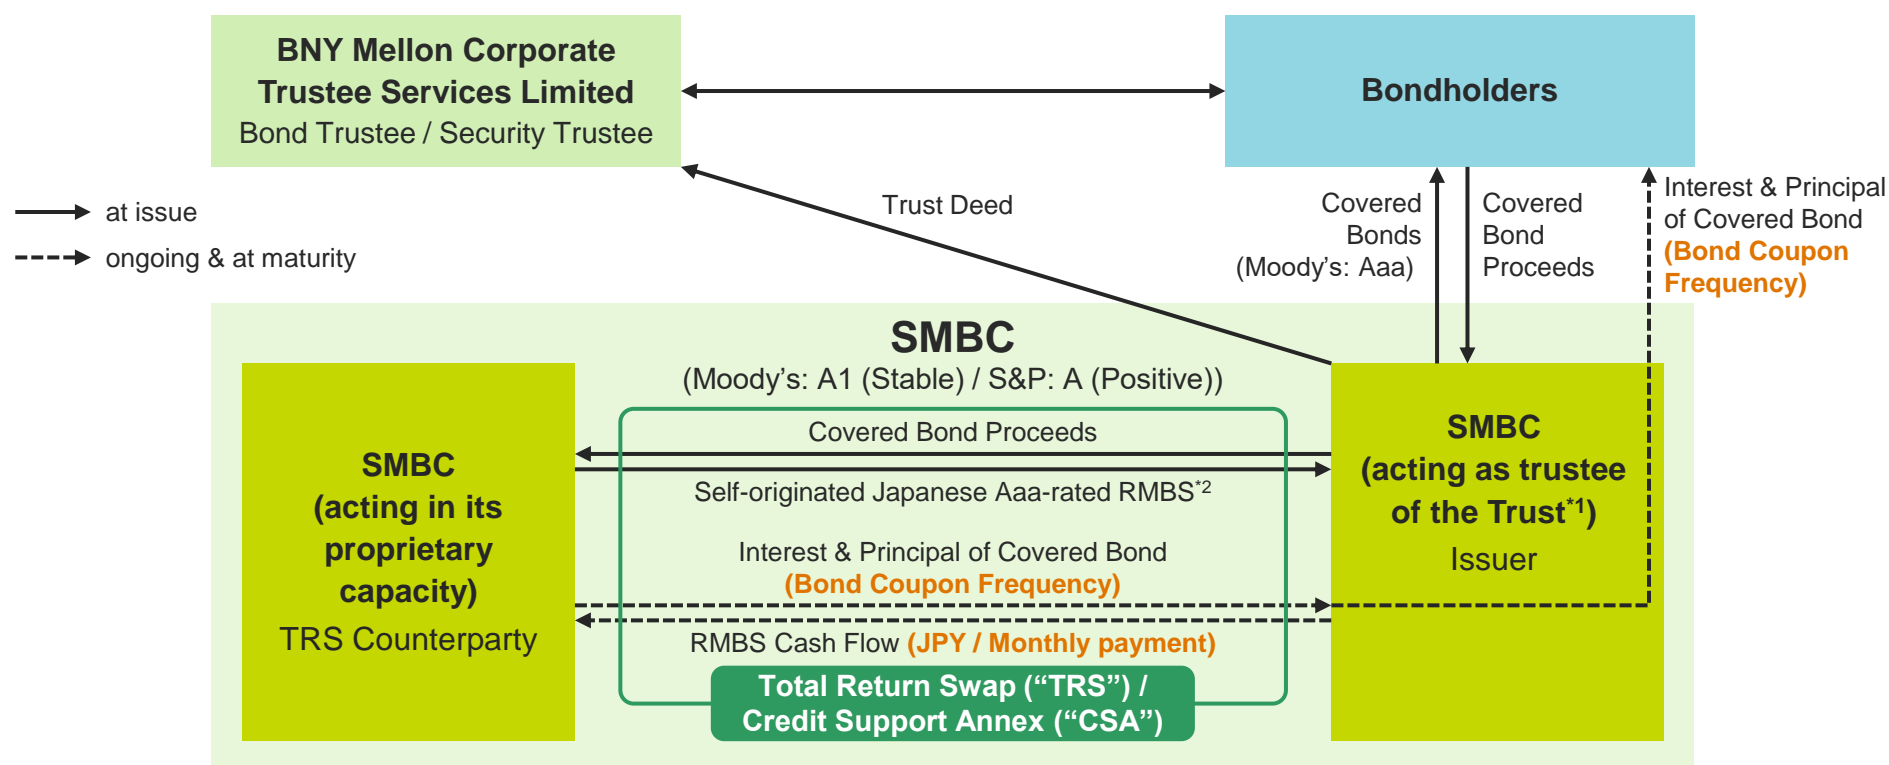 BNY Mellon Corporate
Trustee Services Limited
Bond Trustee / Security Trustee
Bondholders
at issue
ongoing & at maturity
Trust Deed
Covered
Bonds
(Moody’s: Aaa)
Covered
Bond
Proceeds
Interest & Principal
of Covered Bond
(Bond Coupon
Frequency)
SMBC
(Moody’s: A1 (Stable) / S&P: A (Positive))
SMBC
(acting in its
proprietary
capacity)
TRS Counterparty
Covered Bond Proceeds
Self-originated Japanese Aaa-rated RMBS*2
Interest & Principal of Covered Bond
(Bond Coupon Frequency)
RMBS Cash Flow (JPY / Monthly payment)
Total Return Swap (“TRS”) /
Credit Support Annex (“CSA”)
SMBC
(acting as trustee
of the Trust*1)
Issuer